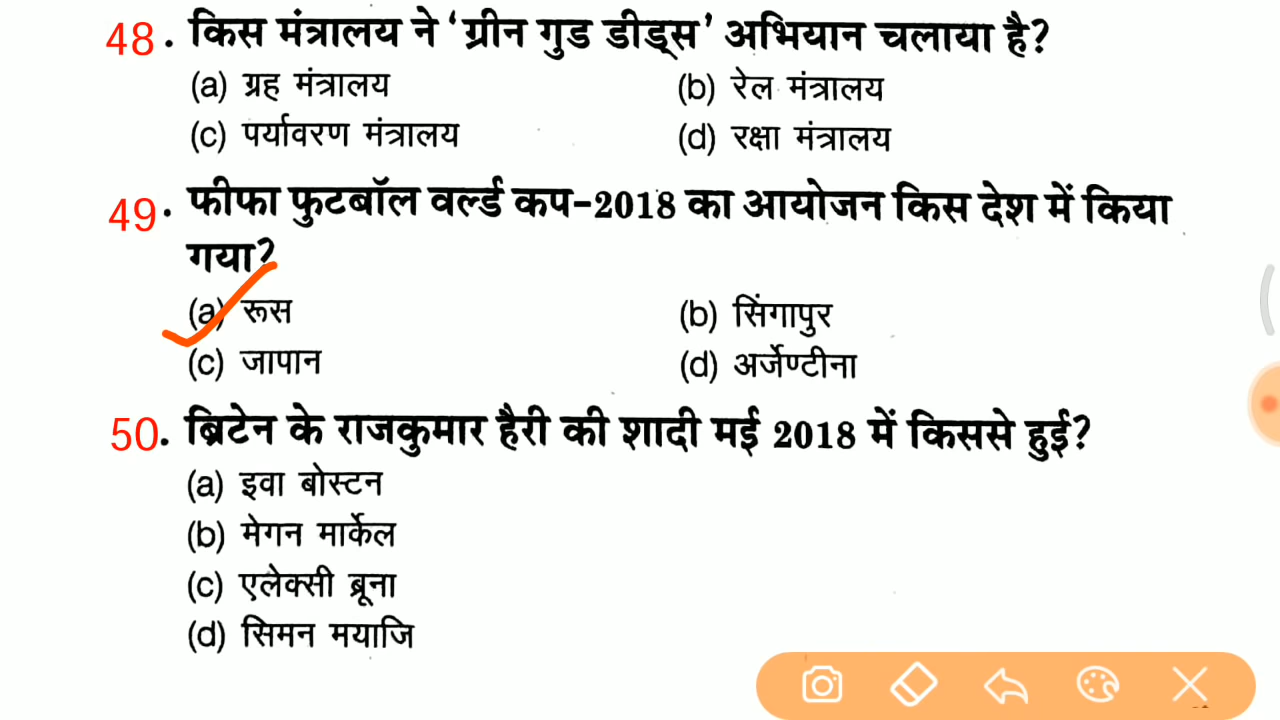 48. किस मंत्रालय ने ‘ग्रीन गुड डीड्स’ अभियान चलाया है?
(a) ग्रह मंत्रालय (b) रेल मंत्रालय
(c) पर्यावरण मंत्रालय (d) रक्षा मंत्रालय
49. फीफा फुटबॉल वर्ल्ड कप-2018 का आयोजन किस देश में किया
गया?
(a) रूस (b) सिंगापुर
(c) जापान (d) अर्जेण्टीना
50. ब्रिटेन के राजकुमार हैरी की शादी मई 2018 में किससे हुई?
(a) इवा बोस्टन
(b) मेगन मार्केल
(c) एलेक्सी ब्रूना
(d) सिमन मयाजि